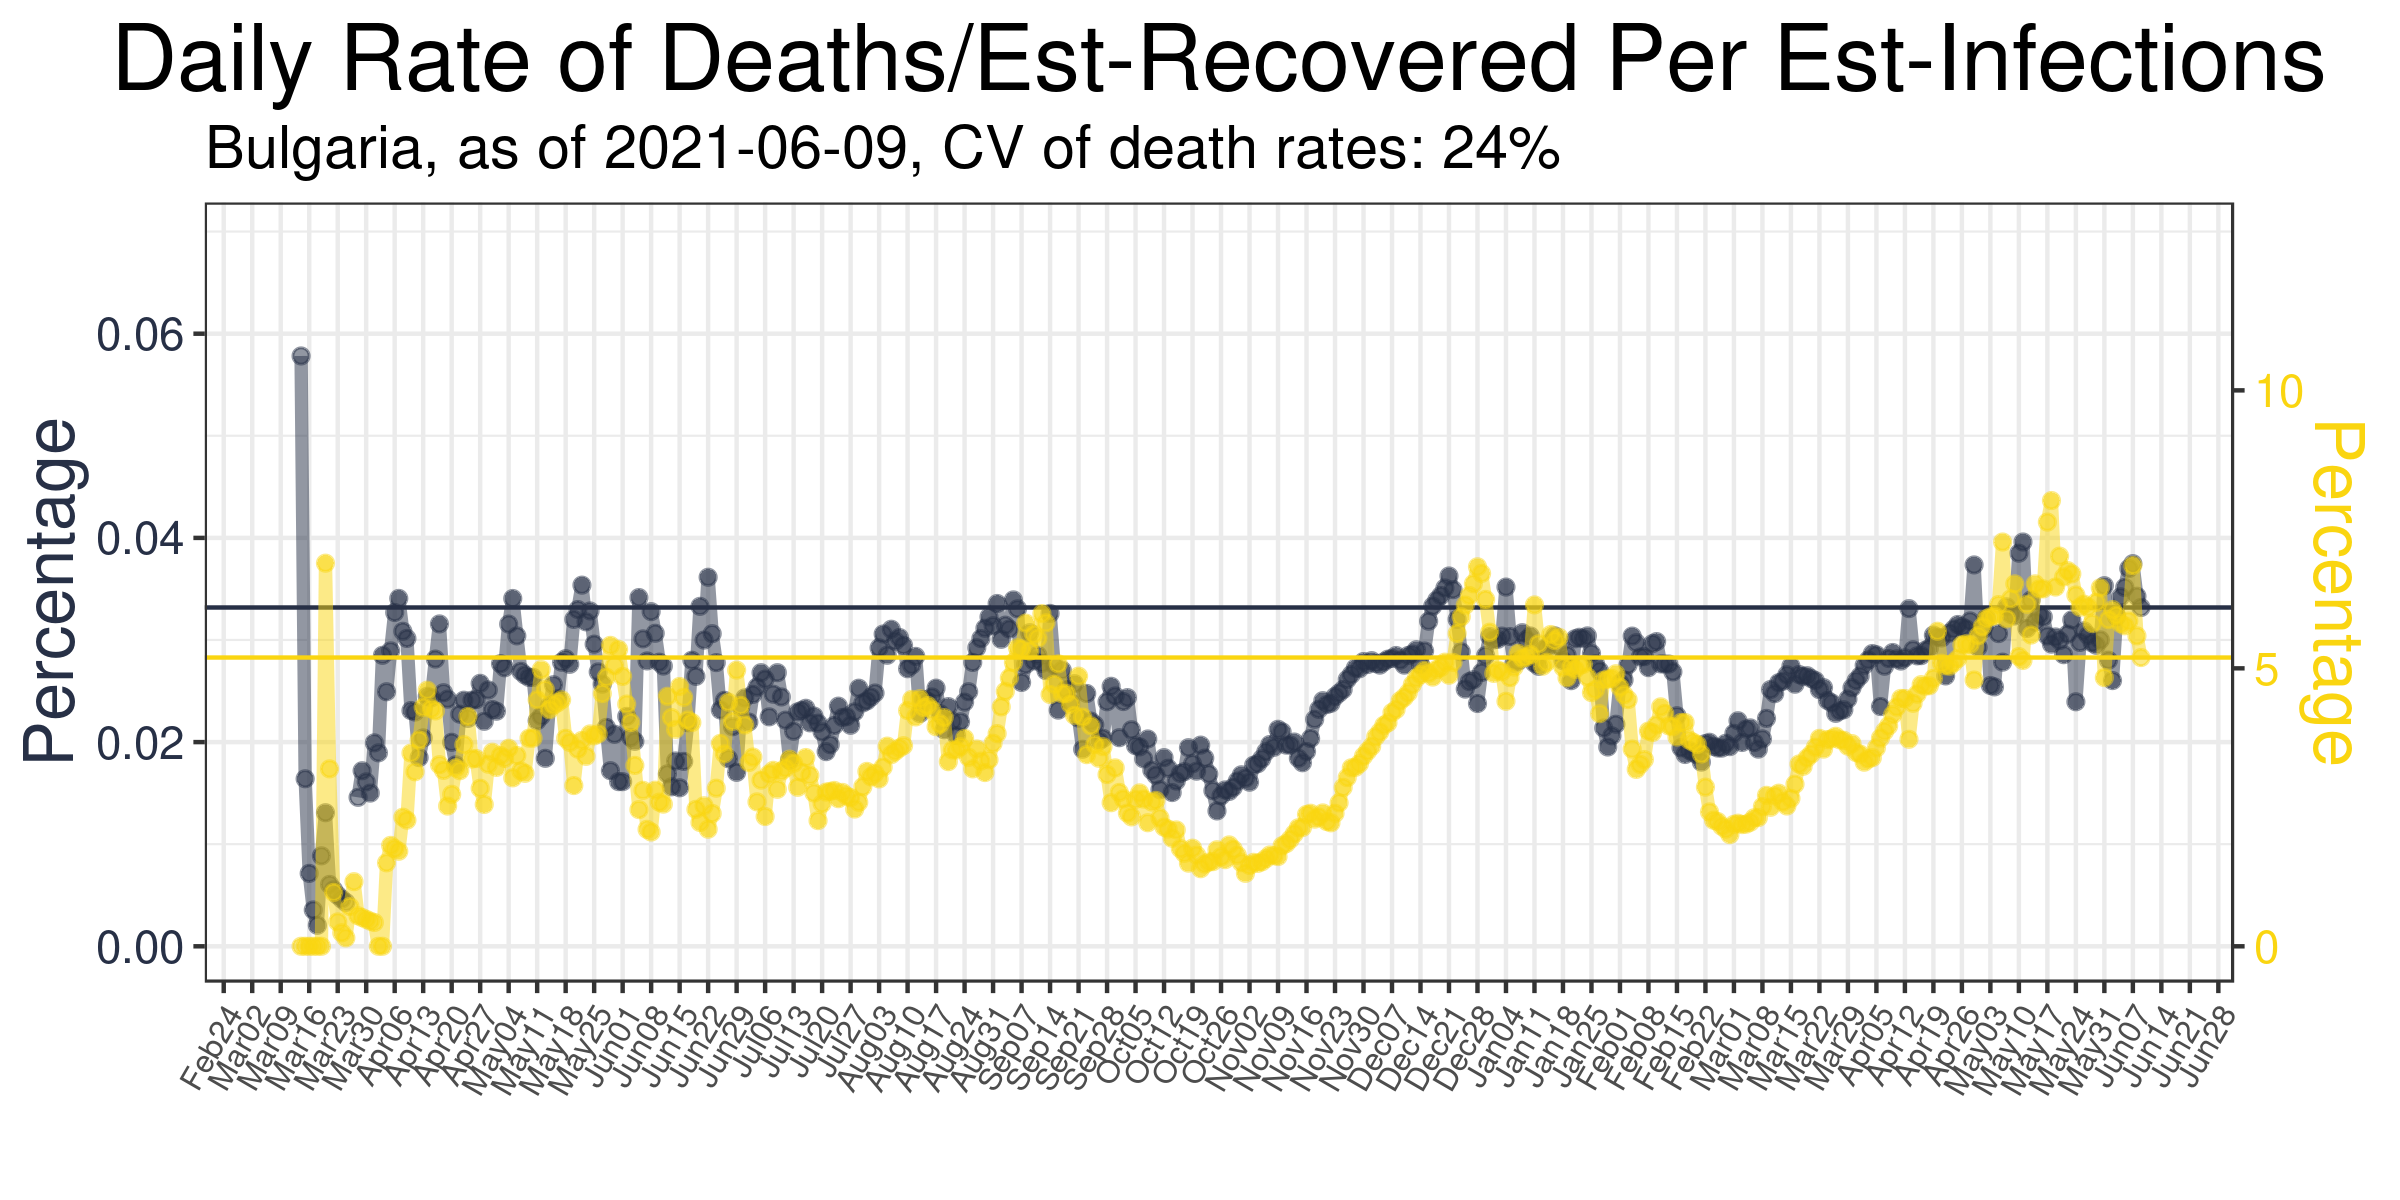 Daily Rate of Deaths/Est-Recovered Per Est-Infections
Bulgaria, as of 2021-06-09, CV of death rates: 24%
Percentage
0.06
0.04
0.02
0.00
10
5
0
Percentage
Feb24
Mar02
Mar09
Mar16
Mar23
Mar30
Apr06
Apr13
Apr20
Apr27
May04
May11
May18
May25
Jun01
Jun08
Jun15
Jun22
Jun29
Jul06
Jul13
Jul20
Jul27
Aug03
Aug10
Aug17
Aug24
Aug31
Sep07
Sep14
Sep21
Sep28
Oct05
Oct12
Oct19
Oct26
Nov02
Nov09
Nov16
Nov23
Nov30
Dec07
Dec14
Dec21
Dec28
Jan04
Jan11
Jan18
Jan25
Feb01
Feb08
Feb15
Feb22
Mar01
Mar08
Mar15
Mar22
Mar29
Apr05
Apr12
Apr19
Apr26
May03
May10
May17
May24
May31
Jun07
Jun14
Jun21
Jun28